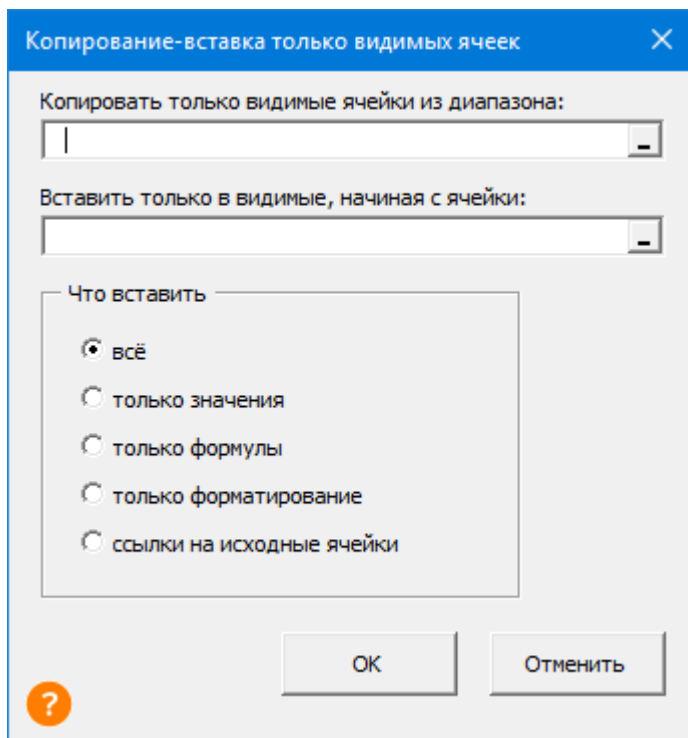 Копирование-вставка только видимых ячеек
Копировать только видимые ячейки из диапазона:
Вставить только в видимые, начиная с ячейки:
Что вставить
всё
только значения
только формулы
только форматирование
ссылки на исходные ячейки
ОК
Отменить
?